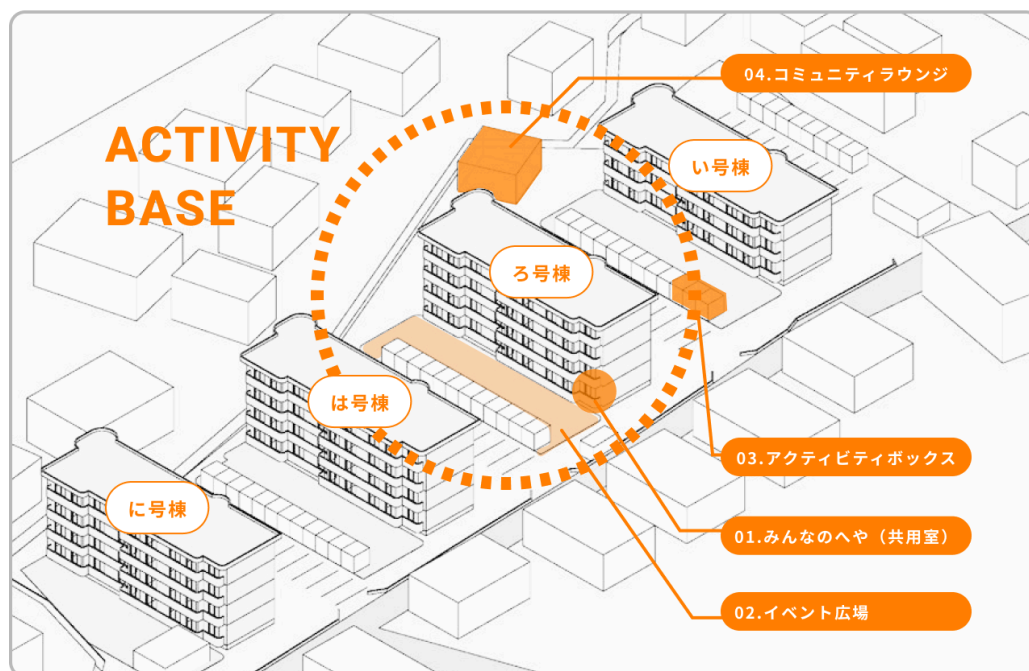 ACTIVITY
BASE
04.コミュニティラウンジ
い号棟
ろ号棟
は号棟
に号棟
03.アクティビティボックス
01.みんなのへや（共用室）
02.イベント広場